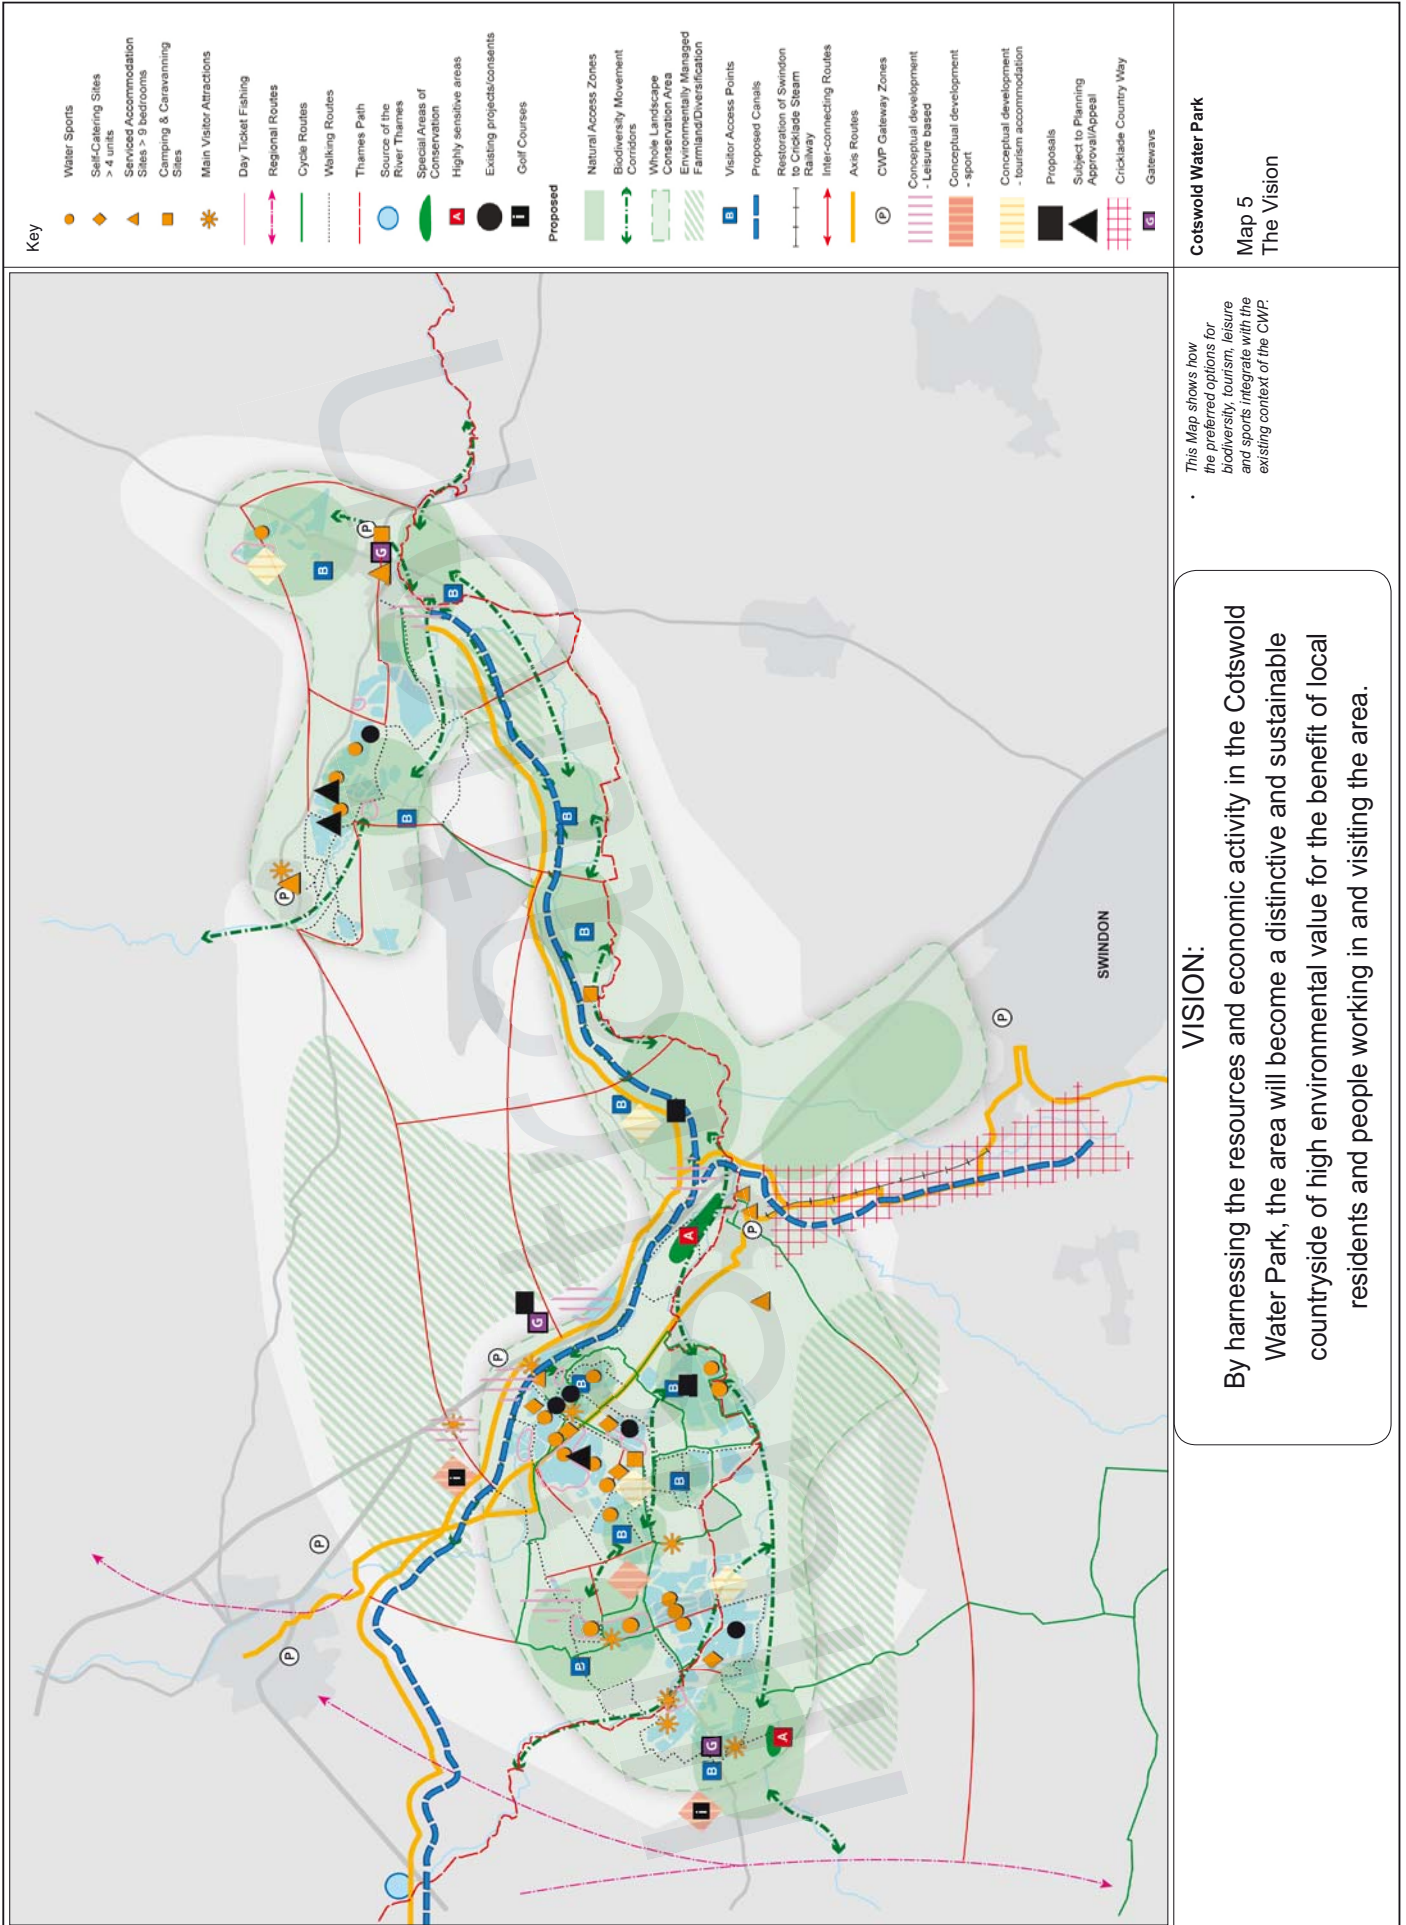 Key
Water Sports
Self-Catering Sites
> 4 units
Serviced Accommodation
Sites > 9 bedrooms
Camping & Caravanning
Sites
Main Visitor Attractions
Day Ticket Fishing
Regional Routes
Cycle Routes
Walking Routes
Thames Path
Source of the
River Thames
Special Areas of
Conservation
A
Highly sensitive areas
Existing projects/consents
i
Golf Courses
Proposed
Natural Access Zones
Biodiversity Movement
Corridors
Whole Landscape
Conservation Area
Environmentally Managed
Farmland/Diversification
B
Visitor Access Points
Proposed Canals
Restoration of Swindon
to Cricklade Steam
Railway
Inter-connecting Routes
Axis Routes
P
CWP Gateway Zones
Conceptual development
- Leisure based
Conceptual development
- sport
Conceptual development
- tourism accommodation
Proposals
Subject to Planning
Approval/Appeal
Cricklade Country Way
G
Gateways
Cotswold Water Park
Map 5
The Vision
• This Map shows how
the preferred options for
biodiversity, tourism, leisure
and sports integrate with the
existing context of the CWP.
SWINDON
VISION:
By harnessing the resources and economic activity in the Cotswold
Water Park, the area will become a distinctive and sustainable
countryside of high environmental value for the benefit of local
residents and people working in and visiting the area.